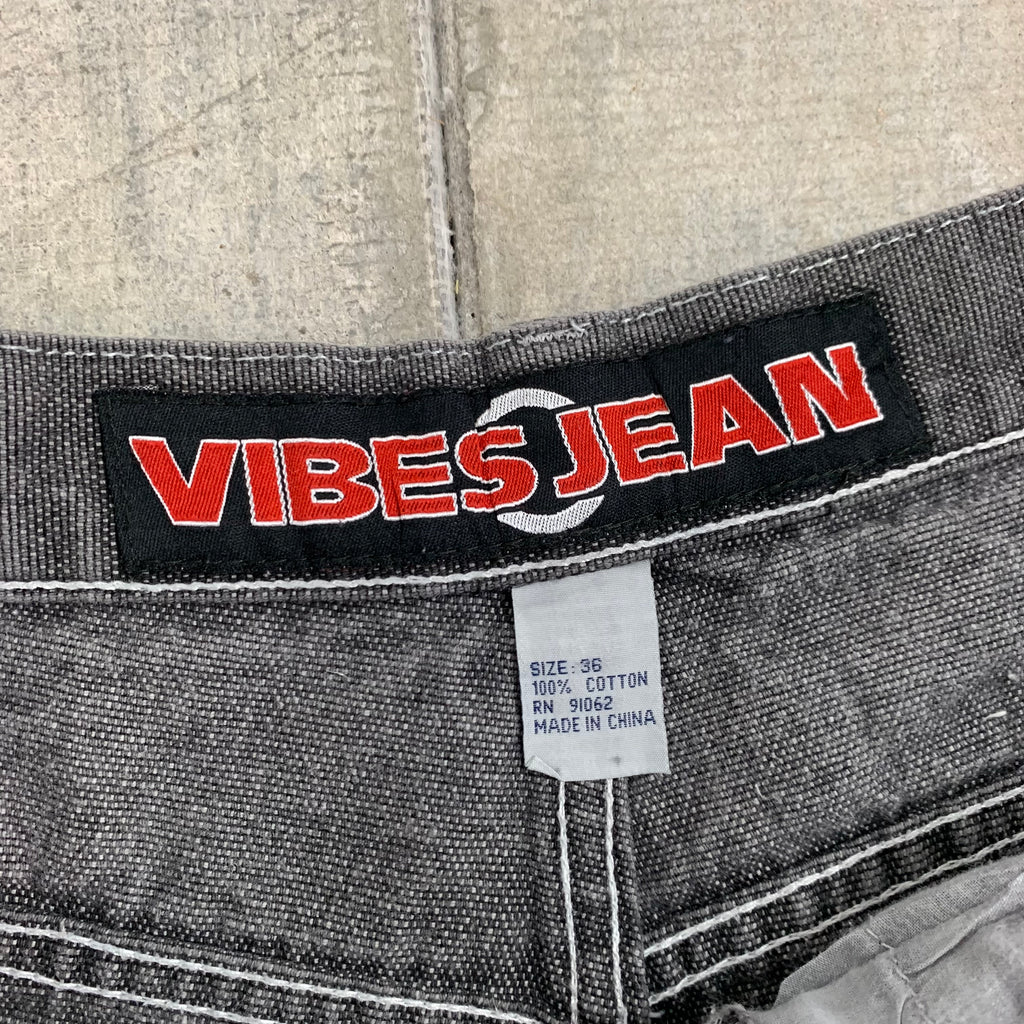 VIBES JEAN
SIZE: 36
100% COTTON
RN 91062
MADE IN CHINA